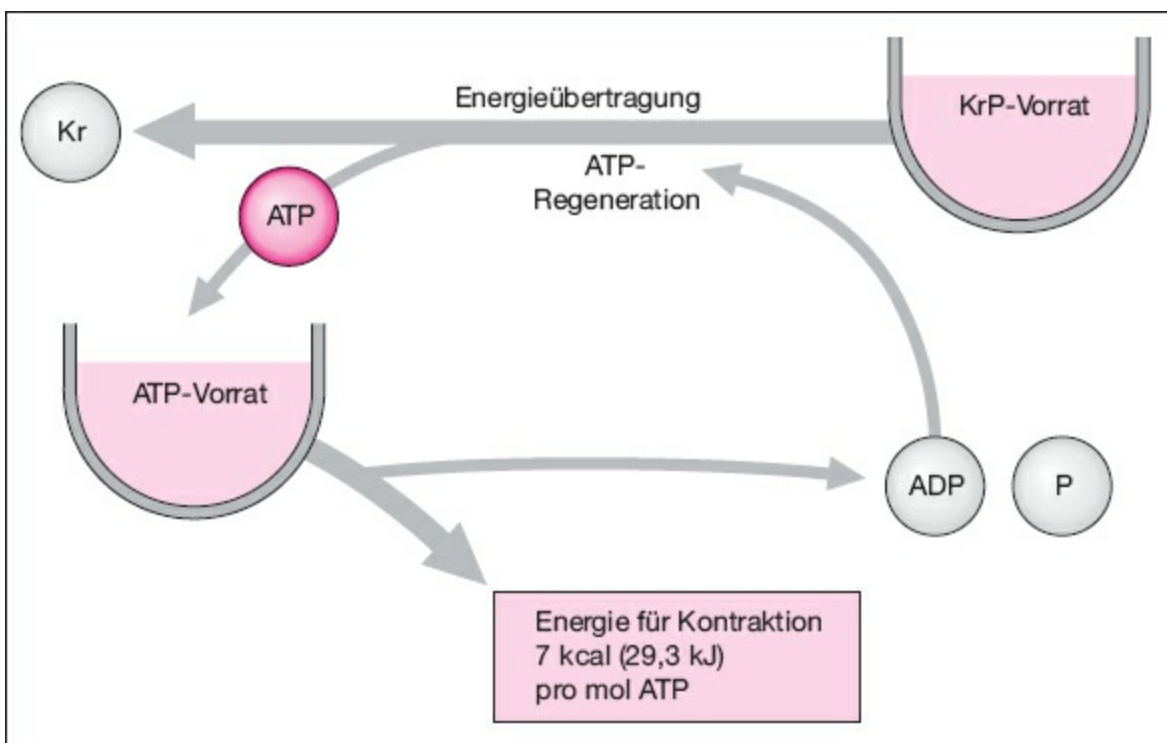 Kr
Energieübertragung
KrP-Vorrat
ATP-
Regeneration
ATP
ATP-Vorrat
ADP
P
Energie für Kontraktion
7 kcal (29,3 kJ)
pro mol ATP